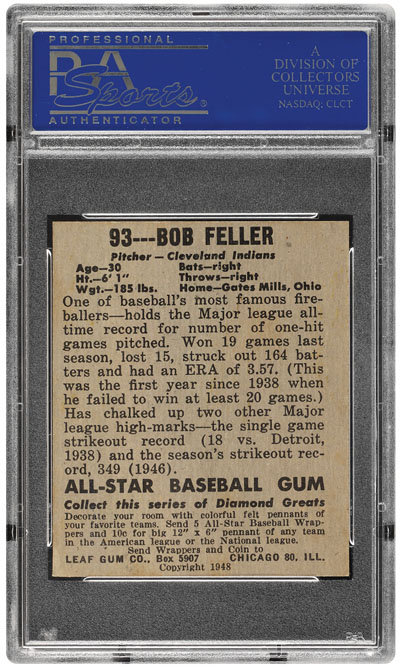 PROFESSIONAL
PSA
Sports®
AUTHENTICATOR
A
DIVISION OF
COLLECTORS
UNIVERSE
NASDAQ: CLCT
93---BOB FELLER
Pitcher—Cleveland Indians
Age—30 Bats—right
Ht.—6' 1" Throws—right
Wgt.—185 lbs. Home—Gates Mills, Ohio
One of baseball's most famous fire-
ballers—holds the Major league all-
time record for number of one-hit
games pitched. Won 19 games last
season, lost 15, struck out 164 bat-
ters and had an ERA of 3.57. (This
was the first year since 1938 when
he failed to win at least 20 games.)
Has chalked up two other Major
league high-marks—the single game
strikeout record (18 vs. Detroit,
1938) and the season's strikeout rec-
ord, 349 (1946).
ALL-STAR BASEBALL GUM
Collect this series of Diamond Greats
Decorate your room with colorful felt pennants of
your favorite teams. Send 5 All-Star Baseball Wrap-
pers and 10c for big 12" x 6" pennant of any team
in the American league or the National league.
Send Wrappers and Coin to
LEAF GUM CO., Box 5907 CHICAGO 80, ILL.
Copyright 1948
PSA